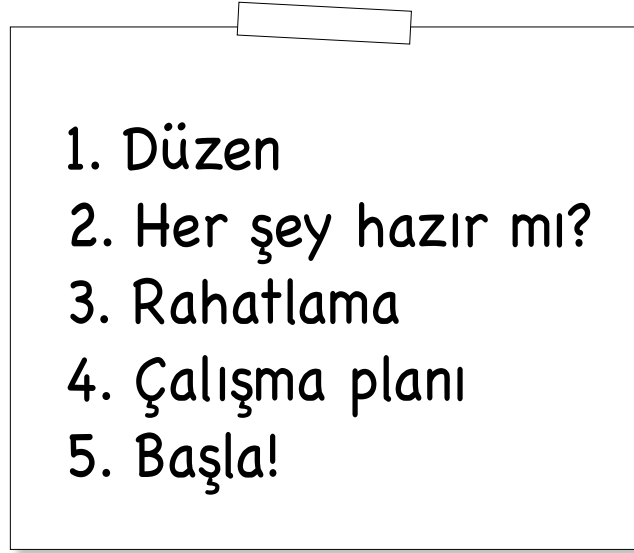 1. Düzen
2. Her şey hazır mı?
3. Rahatlama
4. Çalışma planı
5. Başla!